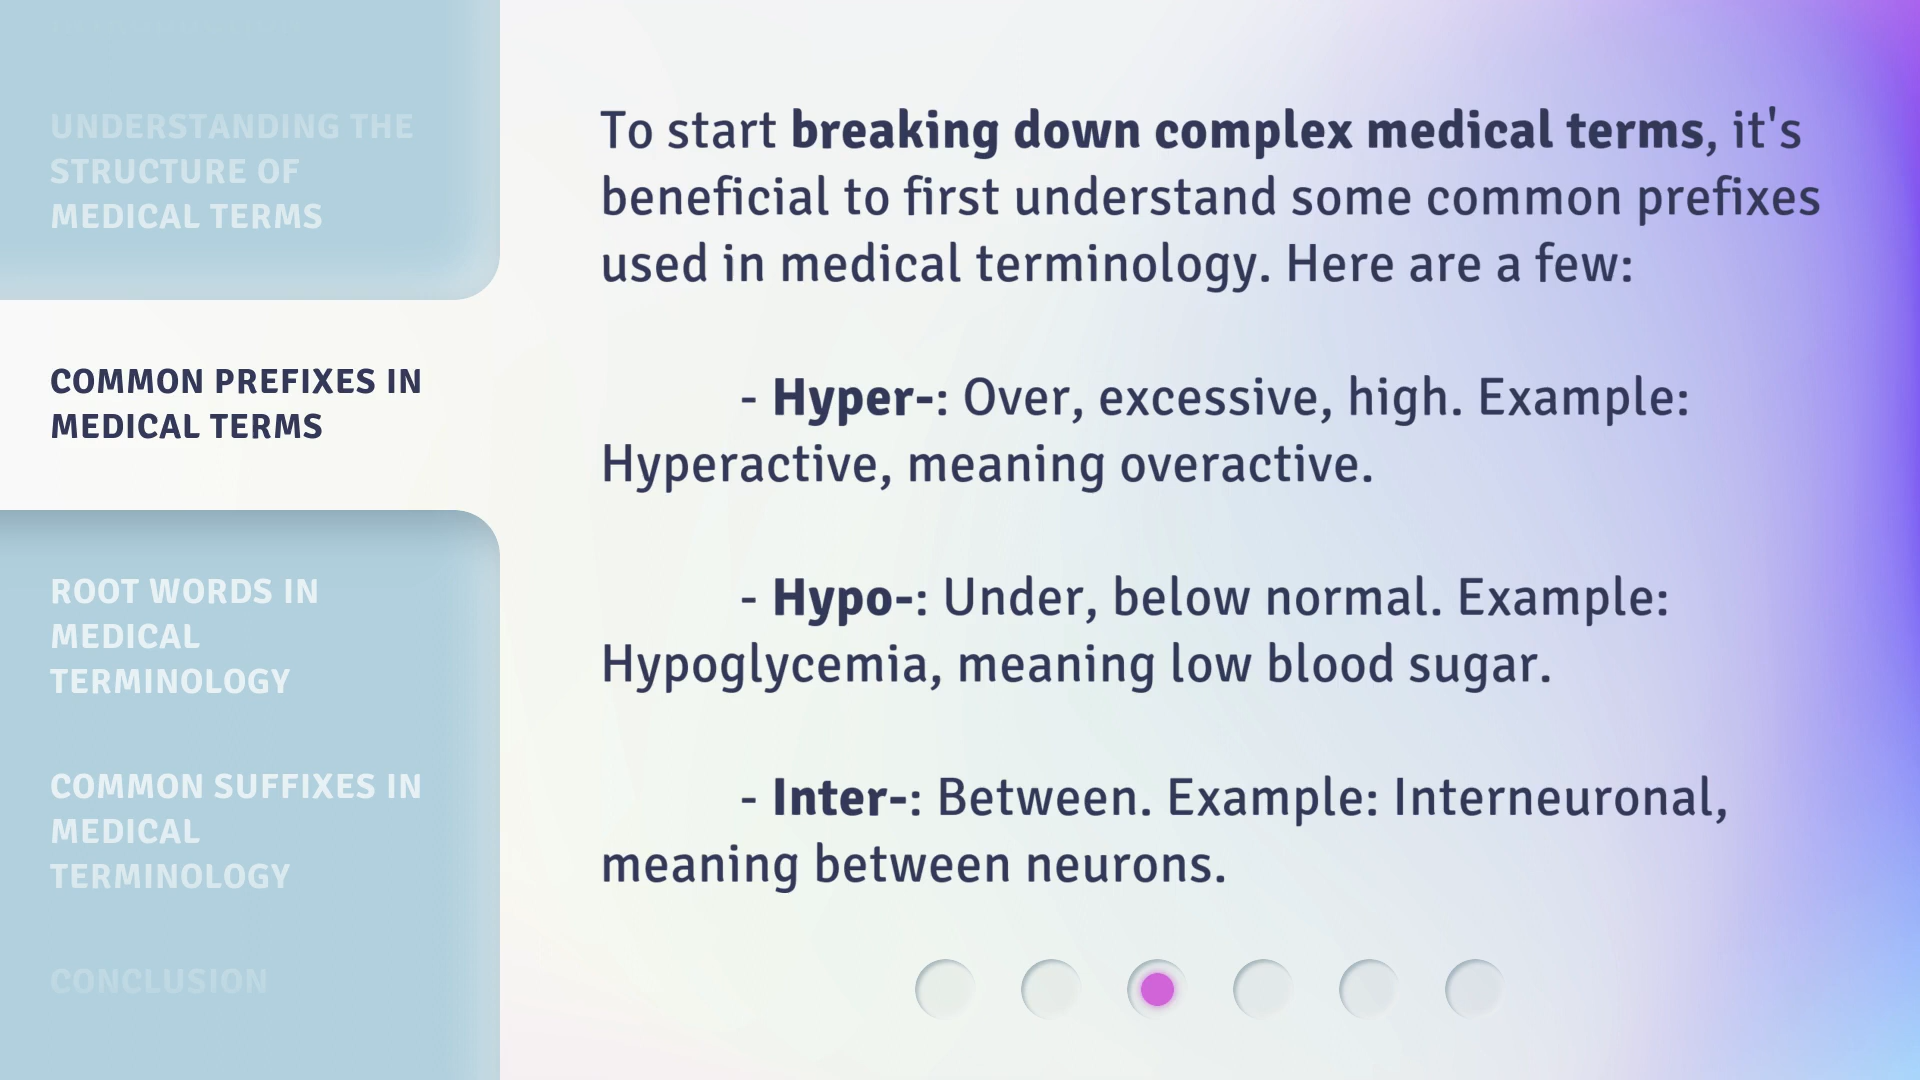 UNDERSTANDING THE
STRUCTURE OF
MEDICAL TERMS
COMMON PREFIXES IN
MEDICAL TERMS
ROOT WORDS IN
MEDICAL
TERMINOLOGY
COMMON SUFFIXES IN
MEDICAL
TERMINOLOGY
CONCLUSION
To start breaking down complex medical terms, it's
beneficial to first understand some common prefixes
used in medical terminology. Here are a few:
- Hyper-: Over, excessive, high. Example:
Hyperactive, meaning overactive.
- Hypo-: Under, below normal. Example:
Hypoglycemia, meaning low blood sugar.
- Inter-: Between. Example: Interneuronal,
meaning between neurons.